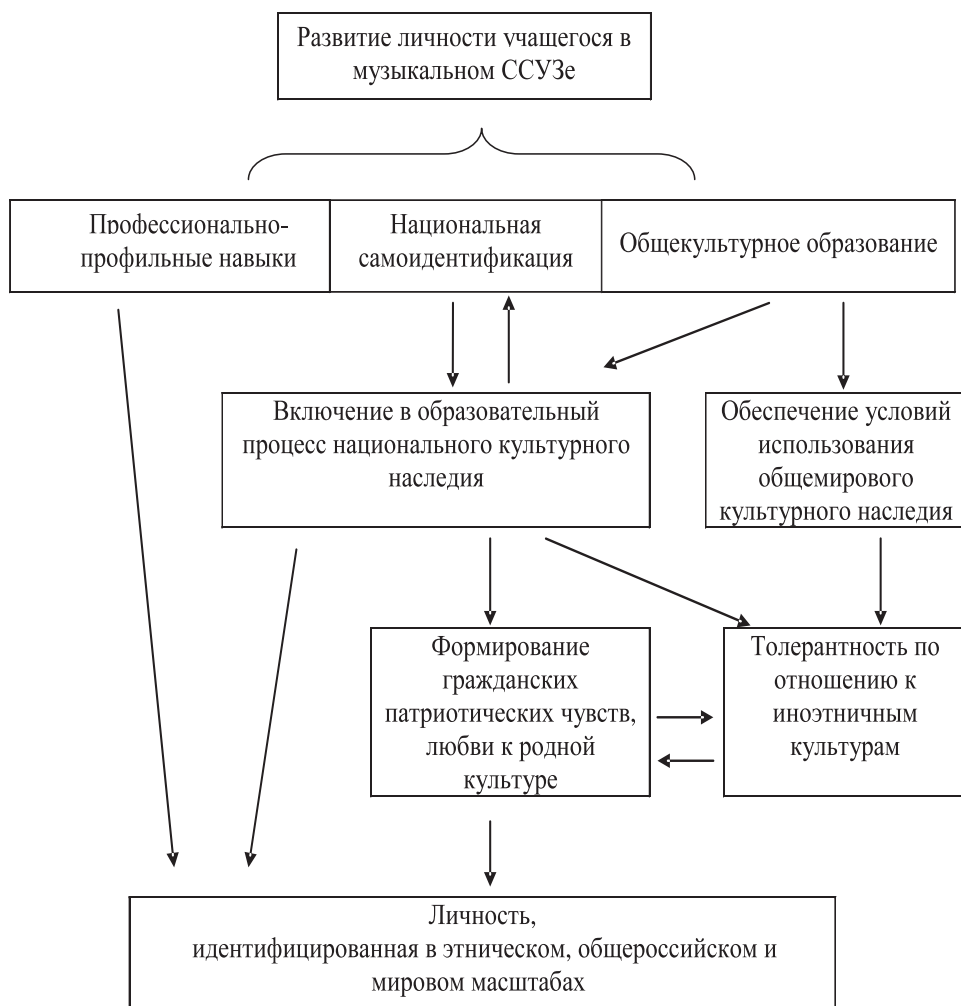 Развитие личности учащегося в
музыкальном ССУЗе
Профессионально-
профильные навыки
Национальная
самоидентификация
Общекультурное образование
Включение в образовательный
процесс национального культурного
наследия
Обеспечение условий
использования
общемирового
культурного наследия
Формирование
гражданских
патриотических чувств,
любви к родной
культуре
Толерантность по
отношению к
иноэтничным
культурам
Личность,
идентифицированная в этническом, общероссийском и
мировом масштабах